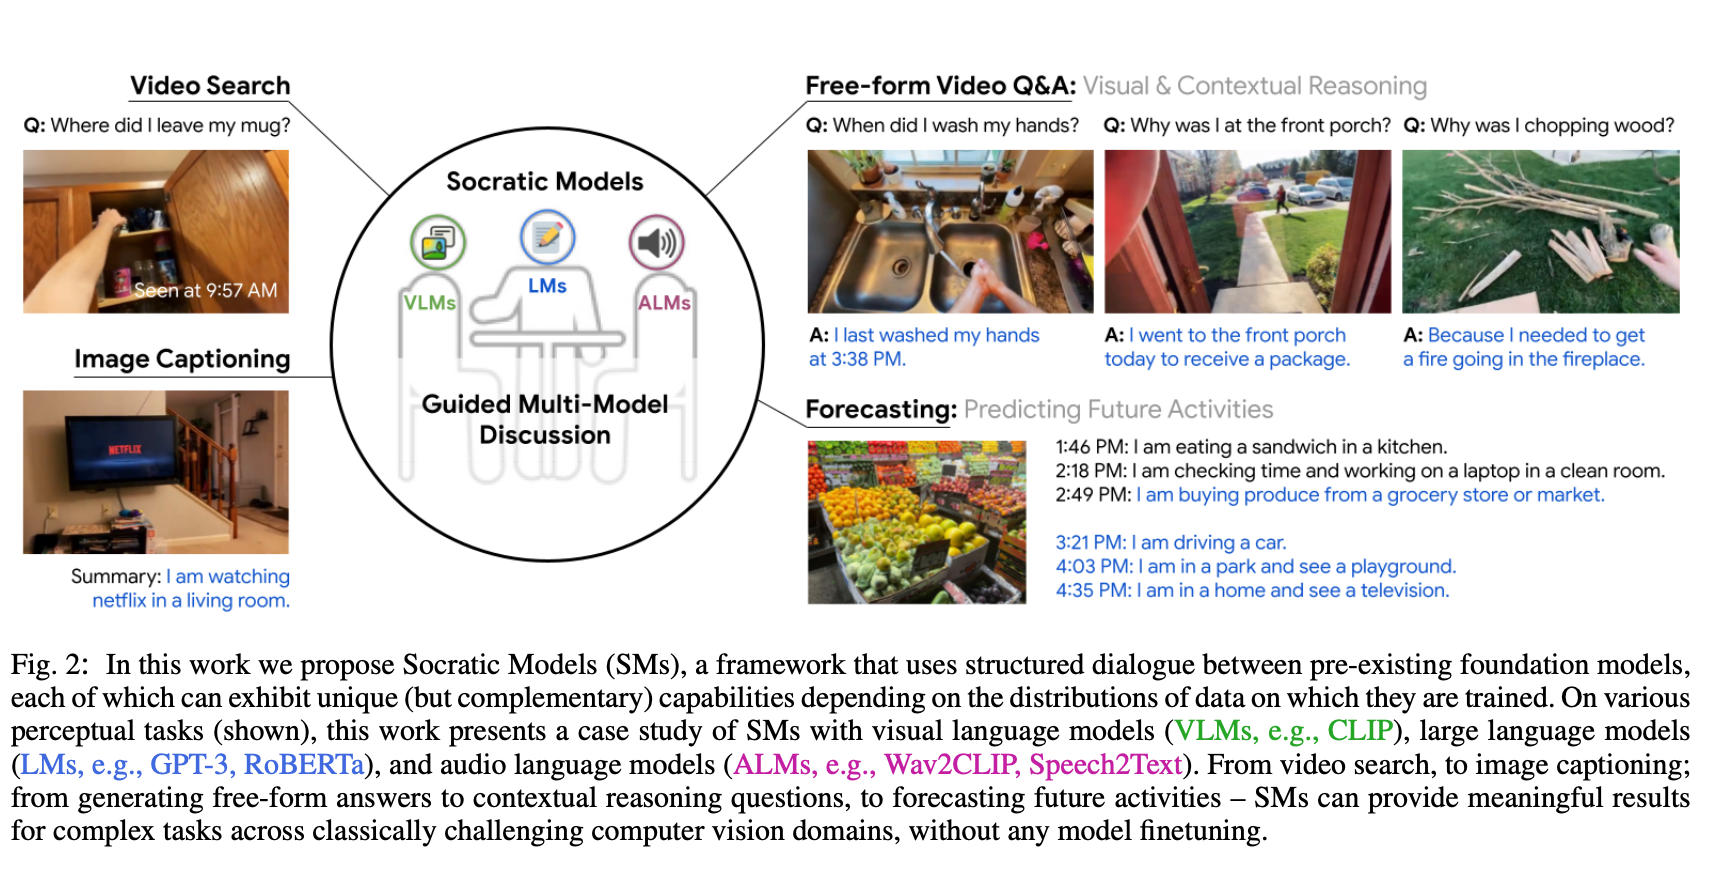 Video Search
Q: Where did I leave my mug?
Seen at 9:57 AM
Image Captioning
NETFLIX
Summary: I am watching
netflix in a living room.
Socratic Models
VLMs
LMs
ALMs
Guided Multi-Model
Discussion
Free-form Video Q&A: Visual & Contextual Reasoning
Q: When did I wash my hands?
A: I last washed my hands
at 3:38 PM.
Q: Why was I at the front porch?
A: I went to the front porch
today to receive a package.
Q: Why was I chopping wood?
A: Because I needed to get
a fire going in the fireplace.
Forecasting: Predicting Future Activities
1:46 PM: I am eating a sandwich in a kitchen.
2:18 PM: I am checking time and working on a laptop in a clean room.
2:49 PM: I am buying produce from a grocery store or market.
3:21 PM: I am driving a car.
4:03 PM: I am in a park and see a playground.
4:35 PM: I am in a home and see a television.
Fig. 2: In this work we propose Socratic Models (SMs), a framework that uses structured dialogue between pre-existing foundation models,
each of which can exhibit unique (but complementary) capabilities depending on the distributions of data on which they are trained. On various
perceptual tasks (shown), this work presents a case study of SMs with visual language models (VLMs, e.g., CLIP), large language models
(LMs, e.g., GPT-3, RoBERTa), and audio language models (ALMs, e.g., Wav2CLIP, Speech2Text). From video search, to image captioning;
from generating free-form answers to contextual reasoning questions, to forecasting future activities – SMs can provide meaningful results
for complex tasks across classically challenging computer vision domains, without any model finetuning.